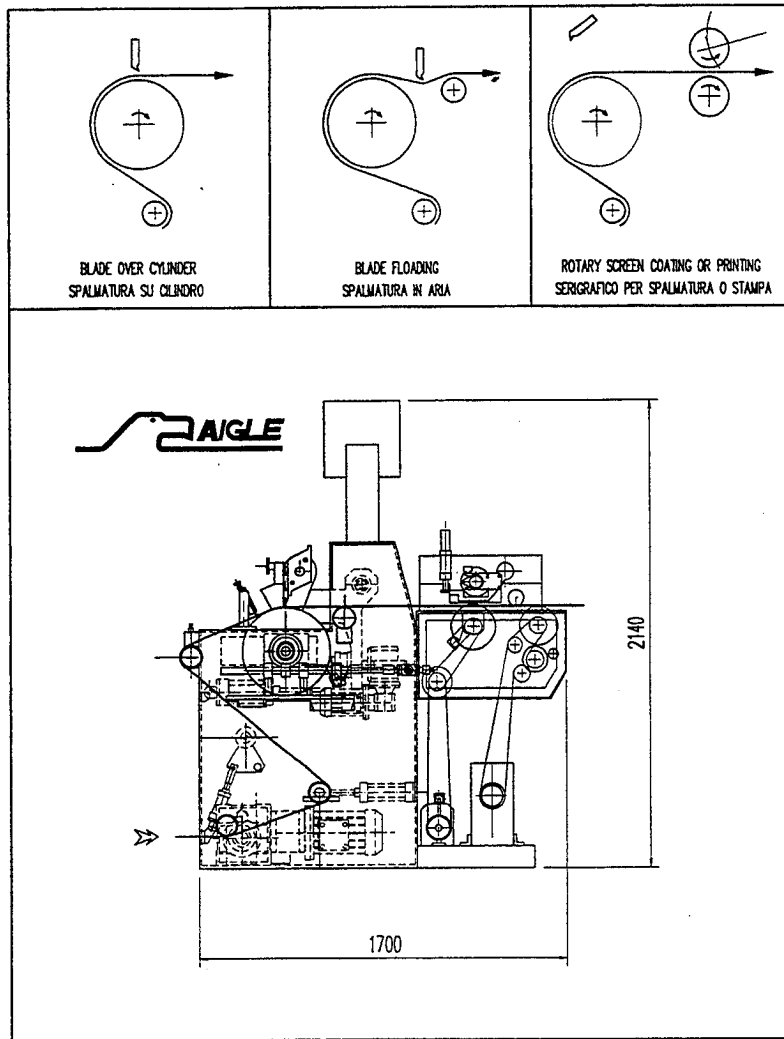 BLADE OVER CYLINDER
SPALMATURA SU CILINDRO
BLADE FLOADING
SPALMATURA IN ARIA
ROTARY SCREEN COATING OR PRINTING
SERIGRAFICO PER SPALMATURA O STAMPA
AIGLE
2140
1700